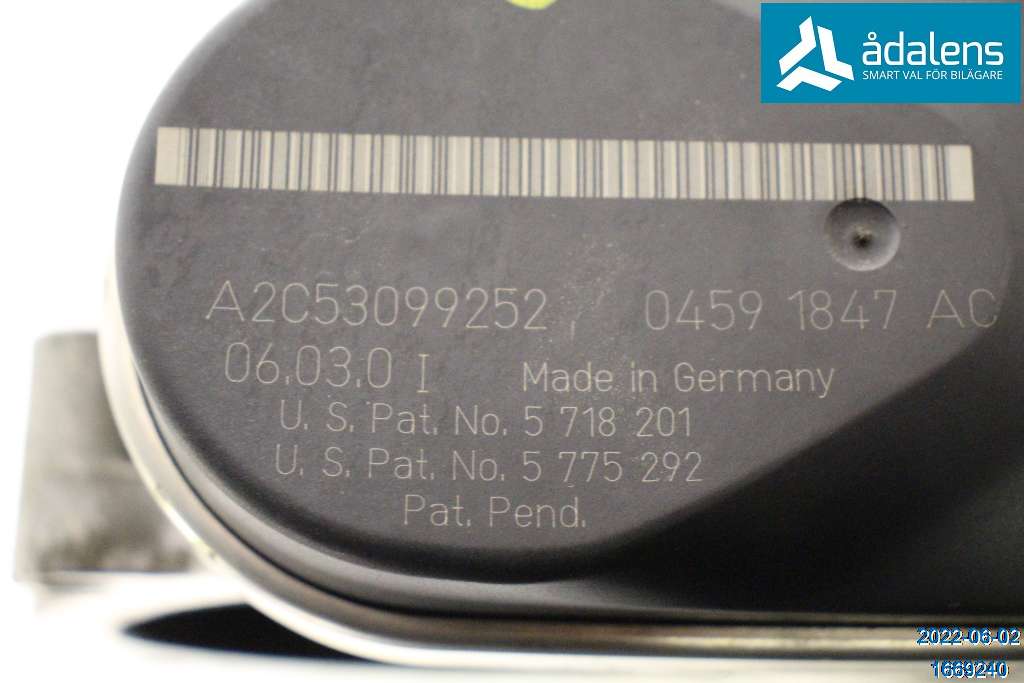 ådalens
SMART VAL FÖR BILÄGARE
A2C53099252, 0459 1847 AC
06.03.0 I Made in Germany
U. S. Pat. No. 5 718 201
U. S. Pat. No. 5 775 292
Pat. Pend.
2022-06-02
1669240